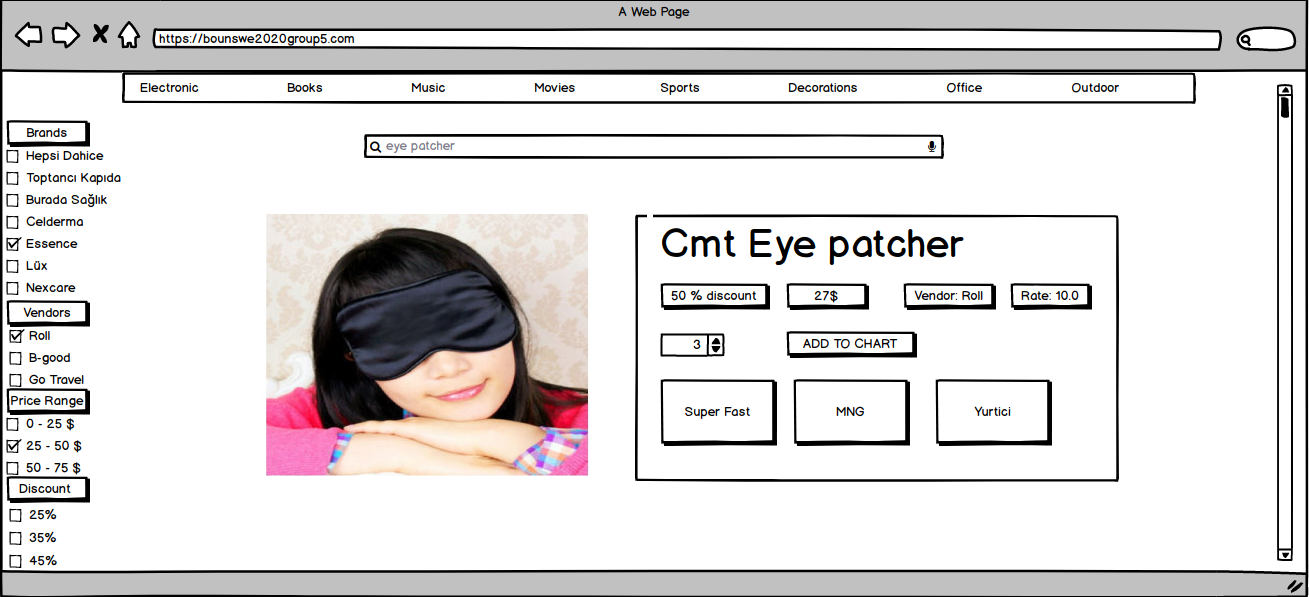 A Web Page
https://bounswe2020group5.com
Electronic Books Music Movies Sports Decorations Office Outdoor
eye patcher
Brands
Hepsi Dahice
Toptancı Kapıda
Burada Sağlık
Celderma
Essence
Lüx
Nexcare
Vendors
Roll
B-good
Go Travel
Price Range
0 - 25 $
25 - 50 $
50 - 75 $
Discount
25%
35%
45%
Cmt Eye patcher
50 % discount 27$ Vendor: Roll Rate: 10.0
3 ADD TO CHART
Super Fast MNG Yurtici